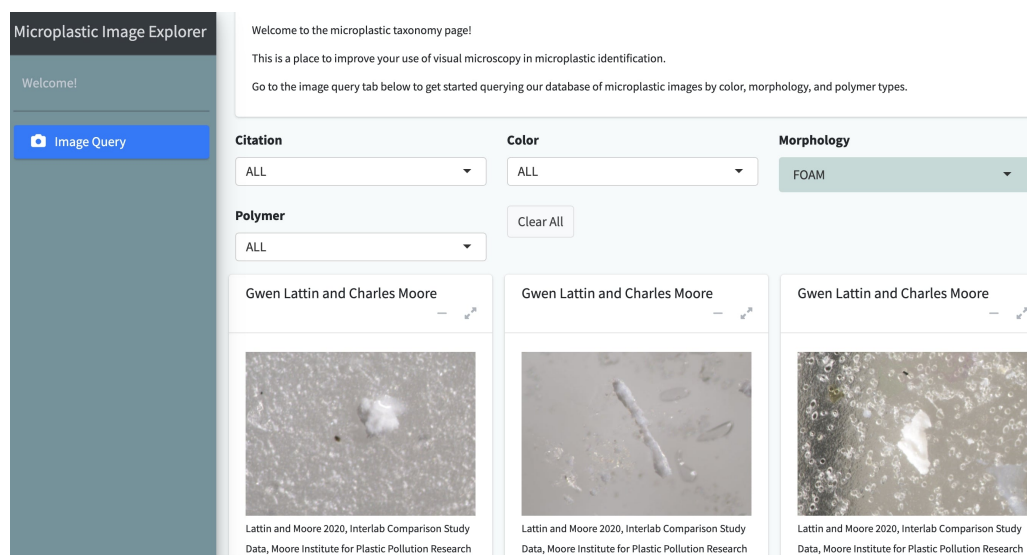 Microplastic Image Explorer
Welcome!
Image Query
Welcome to the microplastic taxonomy page!
This is a place to improve your use of visual microscopy in microplastic identification.
Go to the image query tab below to get started querying our database of microplastic images by color, morphology, and polymer types.
Citation
Color
Morphology
ALL
ALL
FOAM
Polymer
Clear All
ALL
Gwen Lattin and Charles Moore
Gwen Lattin and Charles Moore
Gwen Lattin and Charles Moore
Lattin and Moore 2020, Interlab Comparison Study
Data, Moore Institute for Plastic Pollution Research
Lattin and Moore 2020, Interlab Comparison Study
Data, Moore Institute for Plastic Pollution Research
Lattin and Moore 2020, Interlab Comparison Study
Data, Moore Institute for Plastic Pollution Research